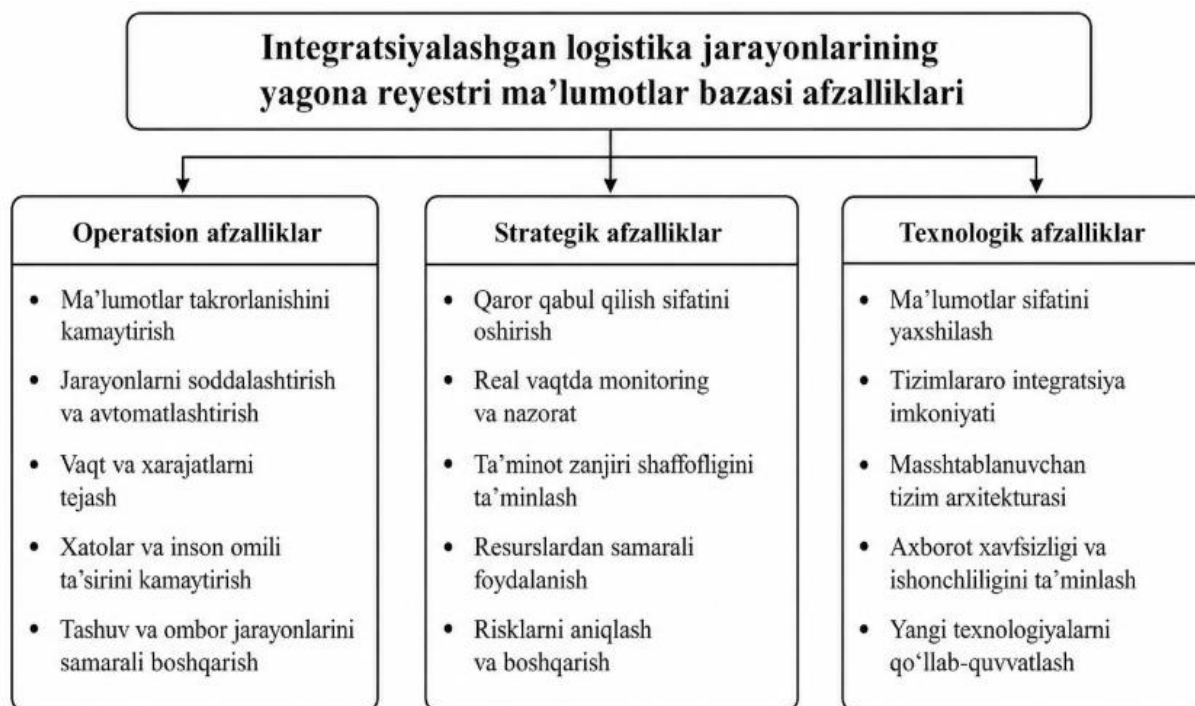 Integratsiyalashgan logistika jarayonlarining
yagona reyestri ma’lumotlar bazasi afzalliklari
Operatsion afzalliklar
• Ma’lumotlar takrorlanishini
kamaytirish
• Jarayonlarni soddalashtirish
va avtomatlashtirish
• Vaqt va xarajatlarni
tejash
• Xatolar va inson omili
ta’sirini kamaytirish
• Tashuv va ombor jarayonlarini
samarali boshqarish
Strategik afzalliklar
• Qaror qabul qilish sifatini
oshirish
• Real vaqtda monitoring
va nazorat
• Ta’minot zanjiri shaffofligini
ta’minlash
• Resurslardan samarali
foydalanish
• Risklarni aniqlash
va boshqarish
Texnologik afzalliklar
• Ma’lumotlar sifatini
yaxshilash
• Tizimlararo integratsiya
imkoniyati
• Masshtablanuvchan
tizim arxitekturasi
• Axborot xavfsizligi va
ishonchliligini ta’minlash
• Yangi texnologiyalarni
qo‘llab-quvvatlash